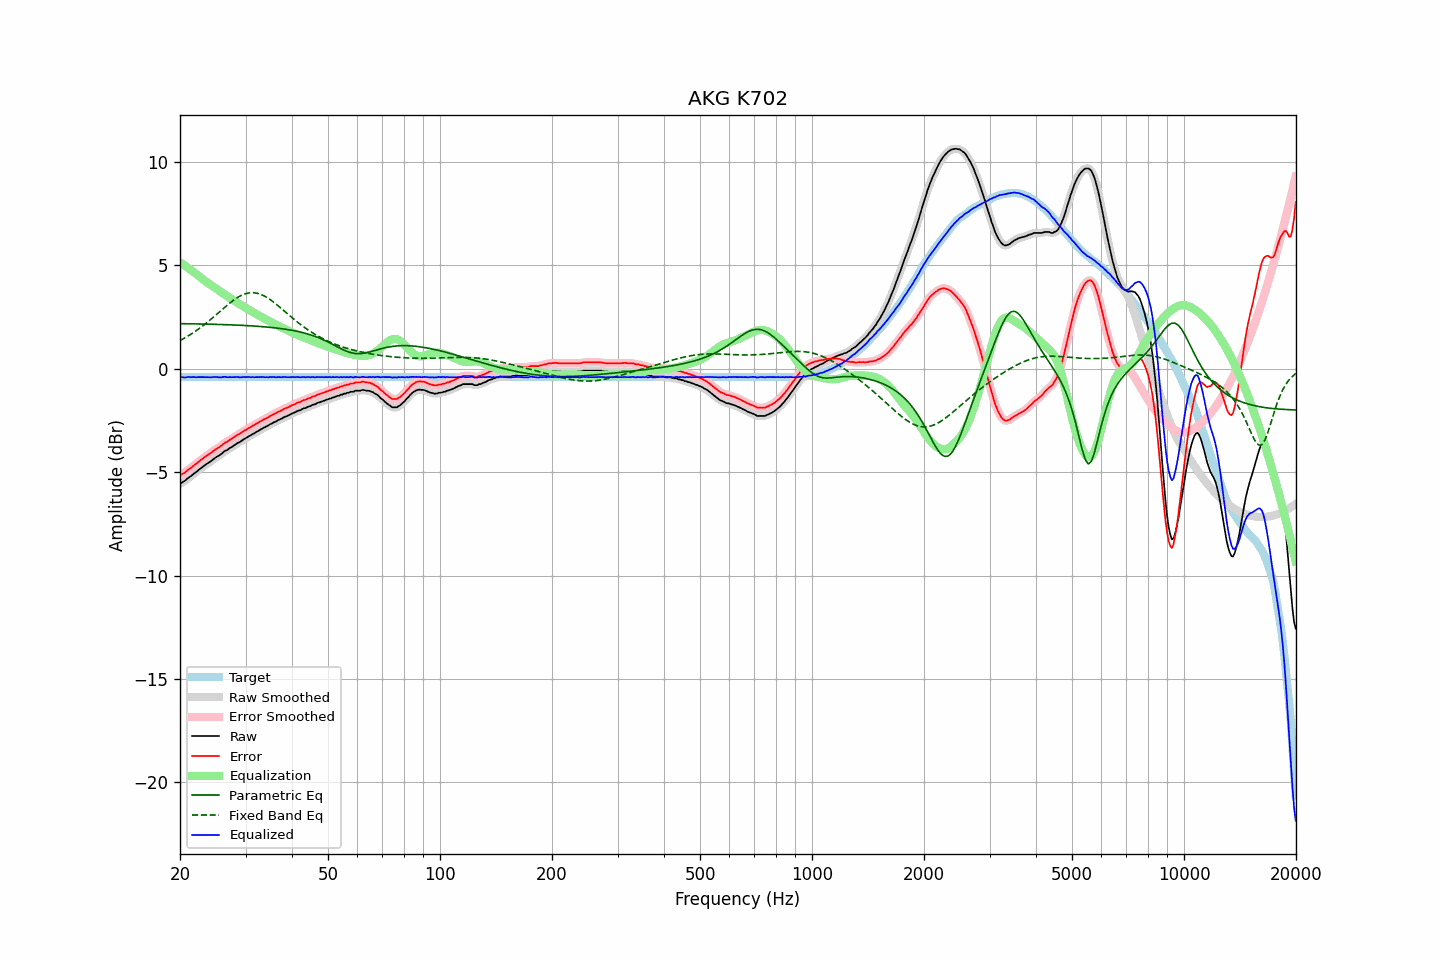 AKG K702
Amplitude (dBr)
10
5
0
−5
−10
−15
−20
Target
Raw Smoothed
Error Smoothed
Raw
Error
Equalization
Parametric Eq
Fixed Band Eq
Equalized
20 50 100 200 500 1000 2000 5000 10000 20000
Frequency (Hz)